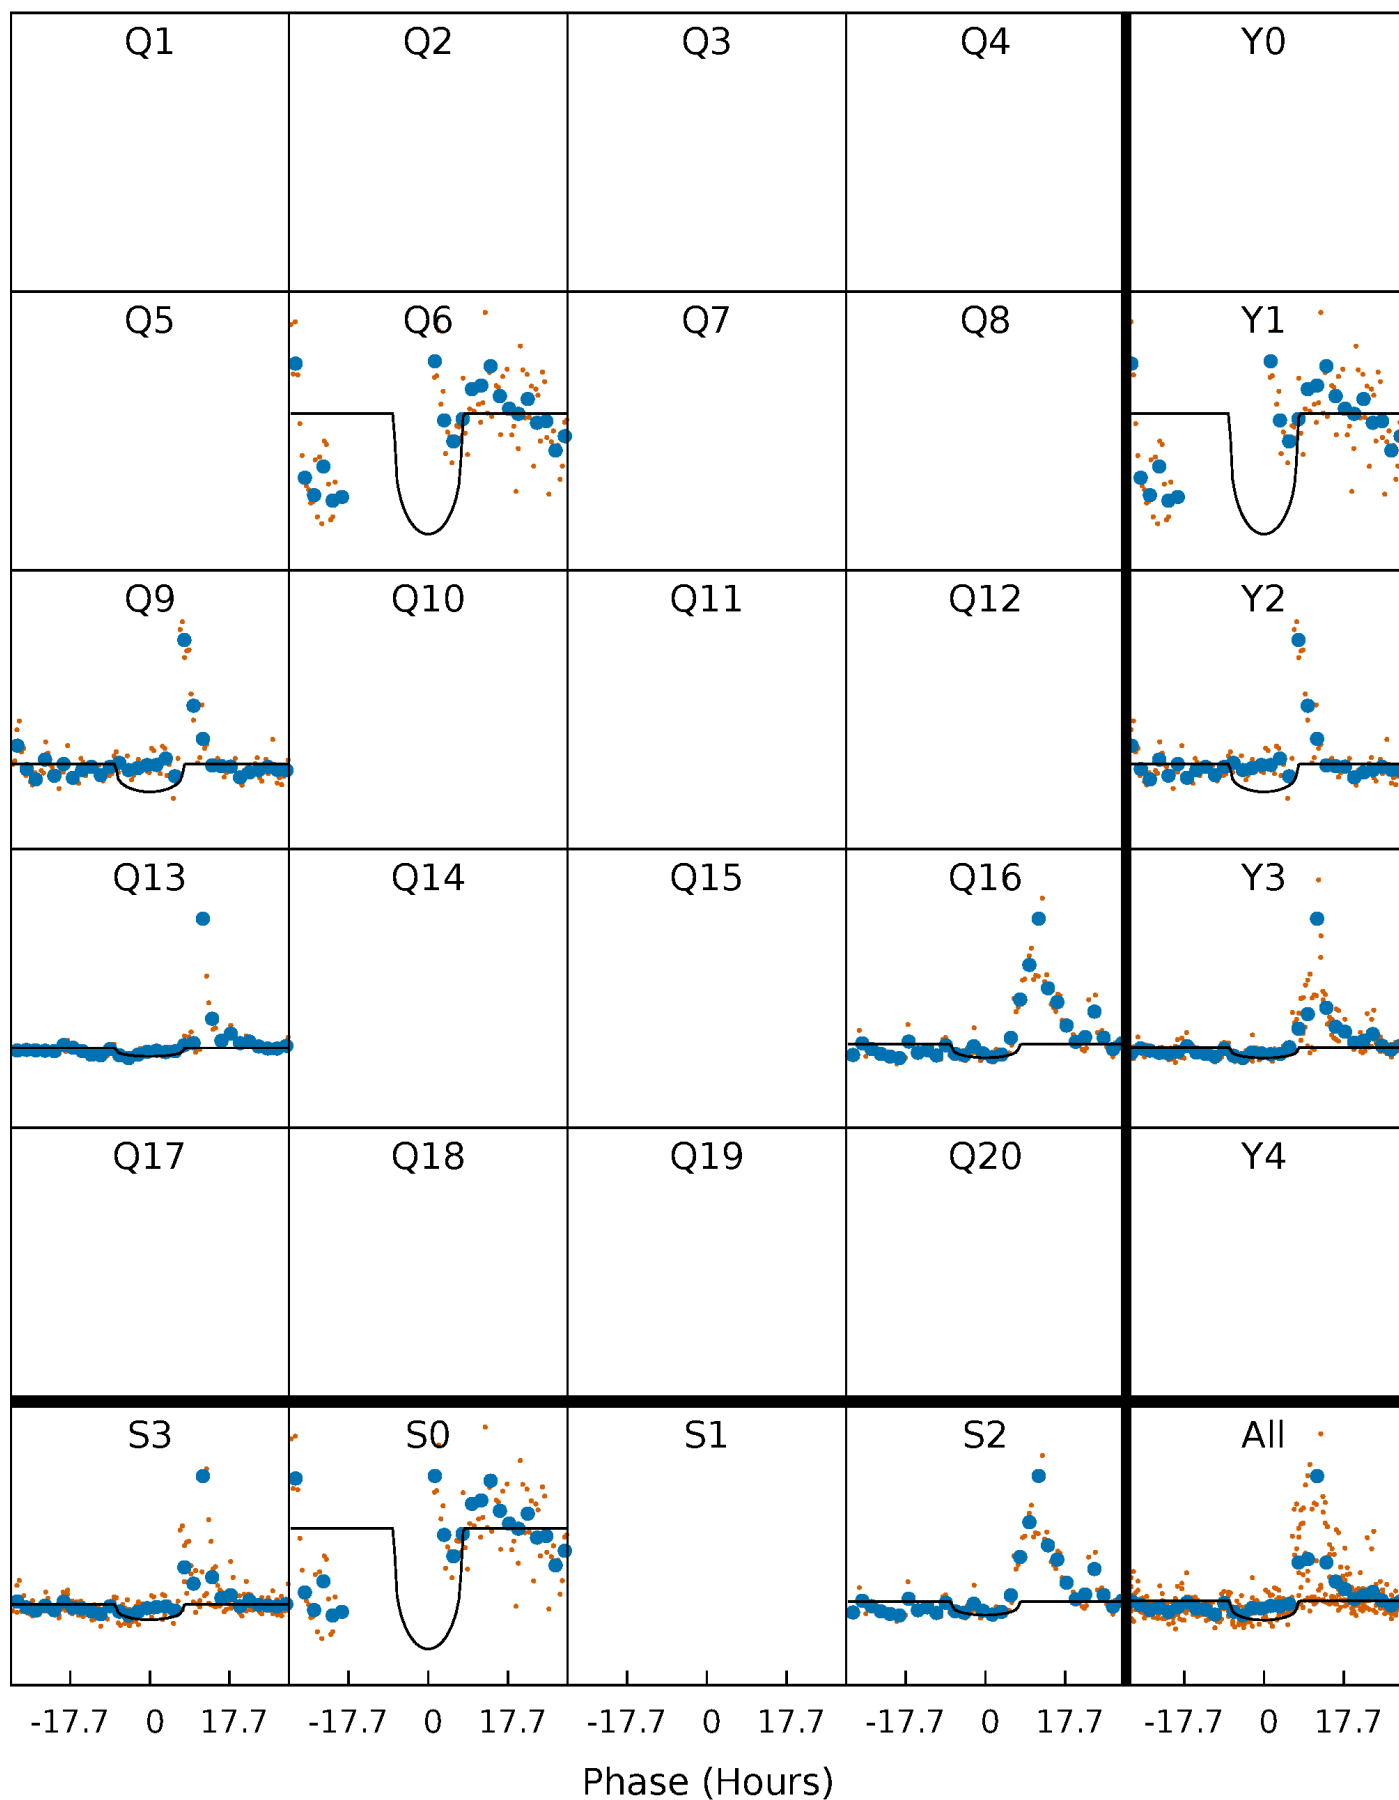 Q1 Q2 Q3 Q4 Y0
Q5 Q6 Q7 Q8 Y1
Q9 Q10 Q11 Q12 Y2
Q13 Q14 Q15 Q16 Y3
Q17 Q18 Q19 Q20 Y4
S3 S0 S1 S2 All
-17.7 0 17.7 -17.7 0 17.7 -17.7 0 17.7 -17.7 0 17.7 -17.7 0 17.7
Phase (Hours)